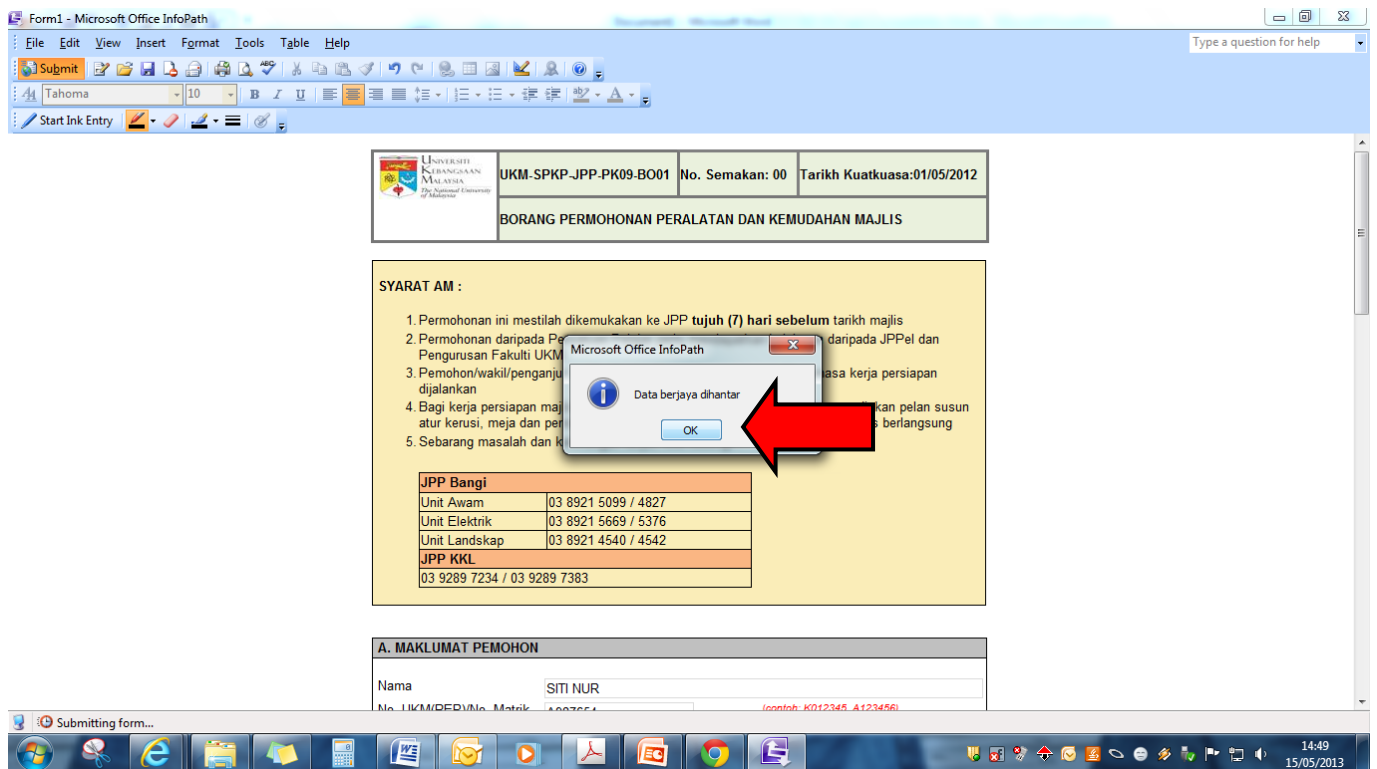 Form1 - Microsoft Office InfoPath
File Edit View Insert Format Tools Table Help
Type a question for help
Submit
Tahoma 10
Start Ink Entry
UNIVERSITI
KEBANGSAAN
MALAYSIA
The National University
of Malaysia
UKM-SPKP-JPP-PK09-BO01 No. Semakan: 00 Tarikh Kuatkuasa:01/05/2012
BORANG PERMOHONAN PERALATAN DAN KEMUDAHAN MAJLIS
SYARAT AM :
1. Permohonan ini mestilah dikemukakan ke JPP tujuh (7) hari sebelum tarikh majlis
2. Permohonan daripada daripada JPPel dan
Pengurusan Fakulti UKM
3. Pemohon/wakil/penganju asa kerja persiapan
dijalankan
4. Bagi kerja persiapan maj kan pelan susun
atur kerusi, meja dan per s berlangsung
5. Sebarang masalah dan k
Microsoft Office InfoPath
Data berjaya dihantar
OK
JPP Bangi
Unit Awam 03 8921 5099 / 4827
Unit Elektrik 03 8921 5669 / 5376
Unit Landskap 03 8921 4540 / 4542
JPP KKL
03 9289 7234 / 03 9289 7383
A. MAKLUMAT PEMOHON
Nama SITI NUR
No. UKM(PER)/No. Matrik (contoh: K012345, A123456)
Submitting form...
14:49
15/05/2013